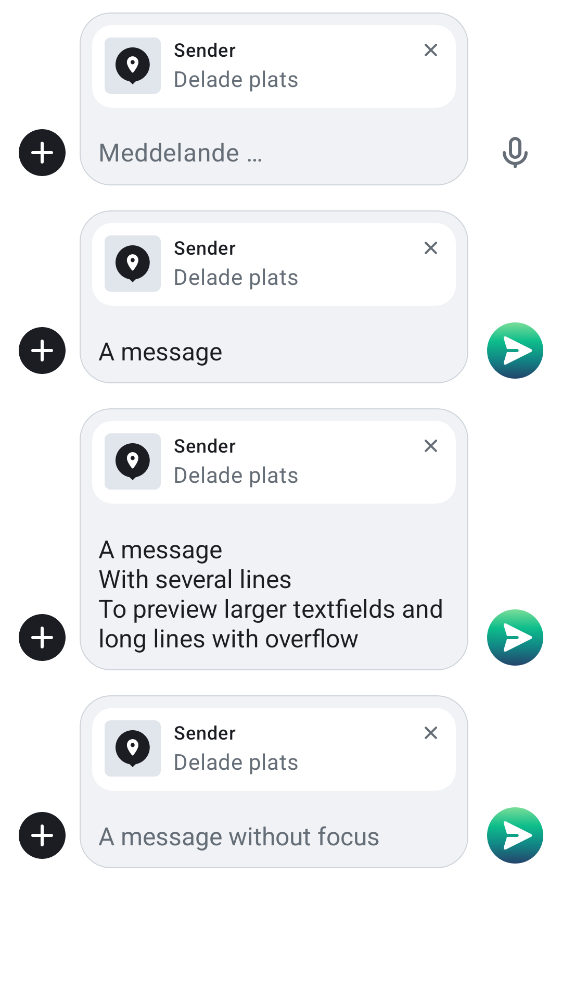 Sender
Delade plats
Meddelande …
Sender
Delade plats
A message
Sender
Delade plats
A message
With several lines
To preview larger textfields and
long lines with overflow
Sender
Delade plats
A message without focus